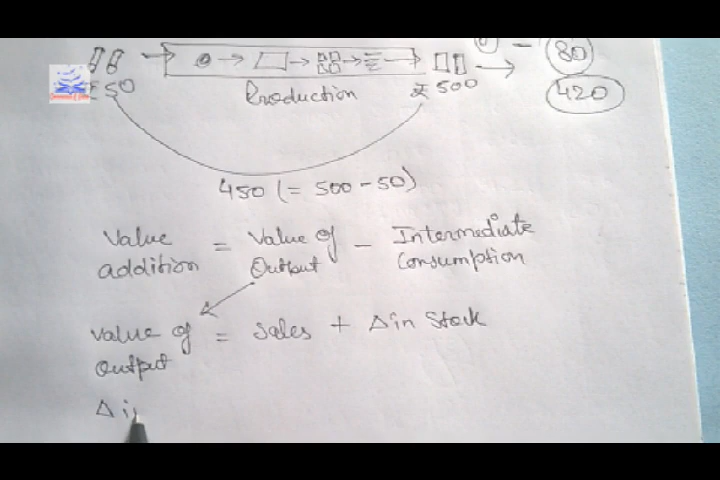 - 80
₹ 50
Production
₹ 500
420
450 (= 500 - 50)
Value addition = Value of Output - Intermediate Consumption
Value of Output = Sales + Δ in Stock
Δ i